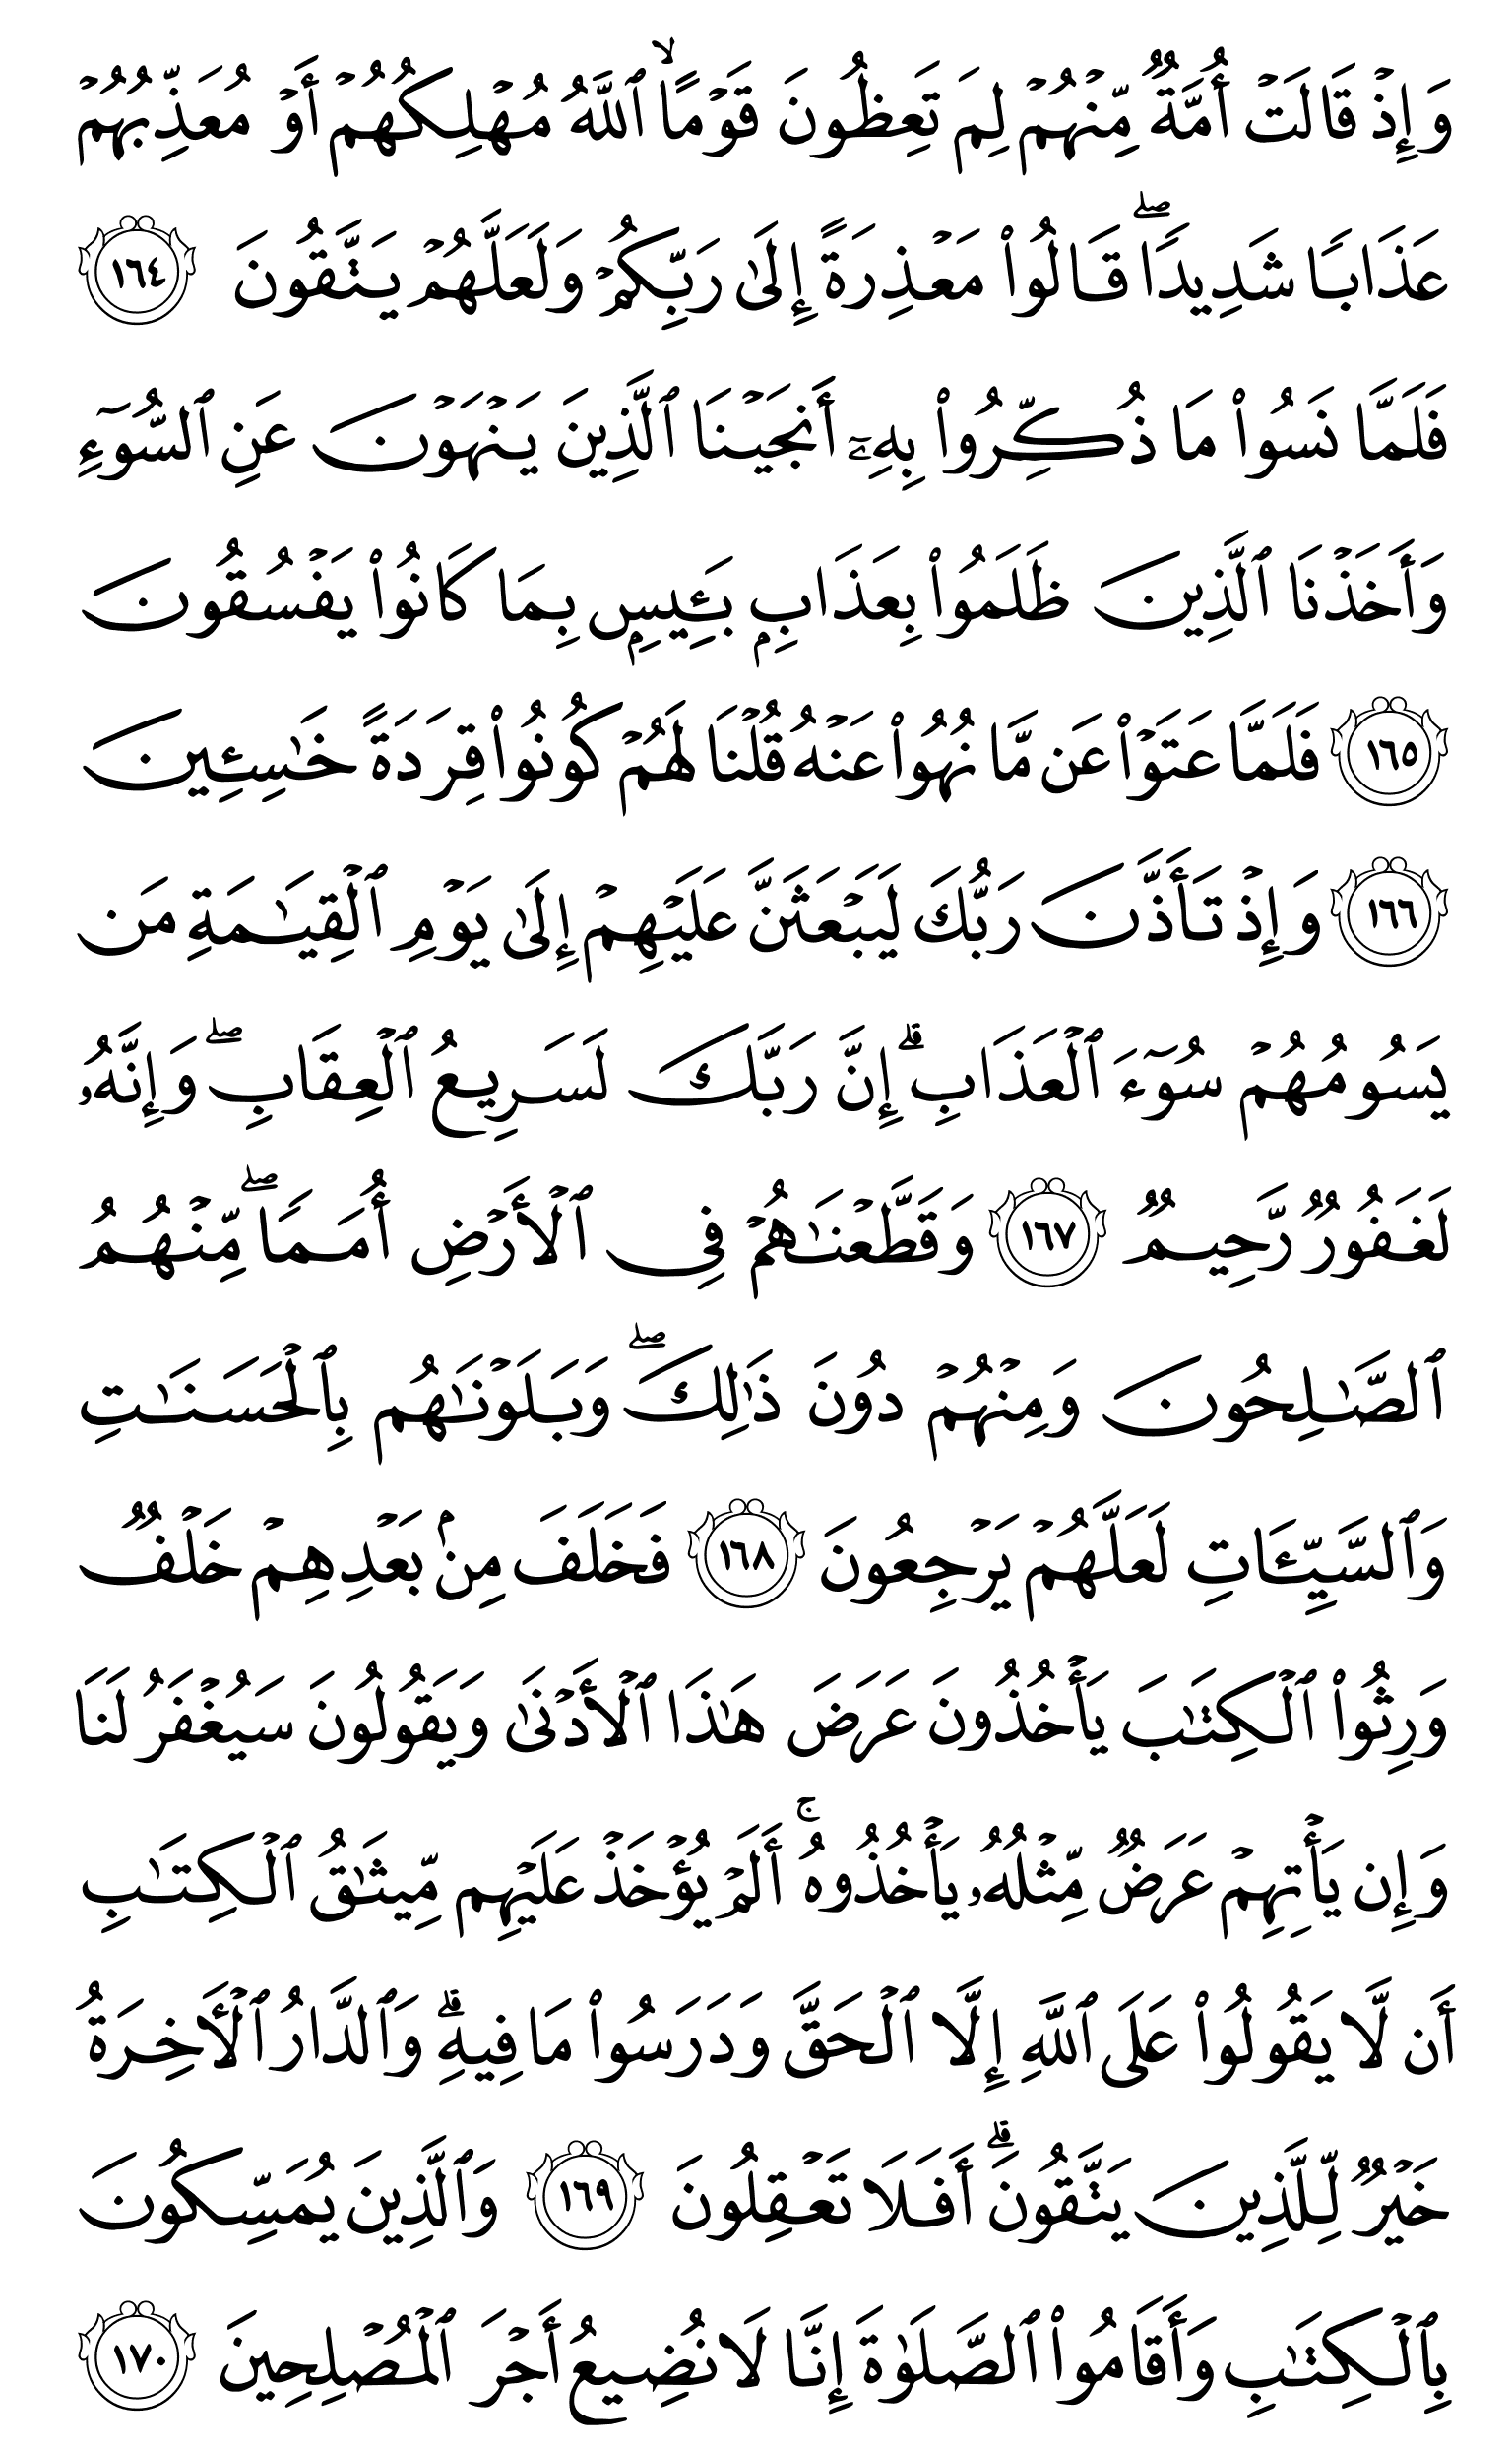 وَإِذۡ قَالَتۡ أُمَّةٞ مِّنۡهُمۡ لِمَ تَعِظُونَ قَوۡمًا ٱللَّهُ مُهۡلِكُهُمۡ أَوۡ مُعَذِّبُهُمۡ
عَذَابٗا شَدِيدٗاۖ قَالُواْ مَعۡذِرَةً إِلَىٰ رَبِّكُمۡ وَلَعَلَّهُمۡ يَتَّقُونَ ١٦٤
فَلَمَّا نَسُواْ مَا ذُكِّرُواْ بِهِۦٓ أَنجَيۡنَا ٱلَّذِينَ يَنۡهَوۡنَ عَنِ ٱلسُّوٓءِ
وَأَخَذۡنَا ٱلَّذِينَ ظَلَمُواْ بِعَذَابِۭ بَـِٔيسِۭ بِمَا كَانُواْ يَفۡسُقُونَ
١٦٥ فَلَمَّا عَتَوۡاْ عَن مَّا نُهُواْ عَنۡهُ قُلۡنَا لَهُمۡ كُونُواْ قِرَدَةً خَٰسِـِٔينَ
١٦٦ وَإِذۡ تَأَذَّنَ رَبُّكَ لَيَبۡعَثَنَّ عَلَيۡهِمۡ إِلَىٰ يَوۡمِ ٱلۡقِيَٰمَةِ مَن
يَسُومُهُمۡ سُوٓءَ ٱلۡعَذَابِۗ إِنَّ رَبَّكَ لَسَرِيعُ ٱلۡعِقَابِۖ وَإِنَّهُۥ
لَغَفُورٞ رَّحِيمٞ ١٦٧ وَقَطَّعۡنَٰهُمۡ فِي ٱلۡأَرۡضِ أُمَمٗاۖ مِّنۡهُمُ
ٱلصَّٰلِحُونَ وَمِنۡهُمۡ دُونَ ذَٰلِكَۖ وَبَلَوۡنَٰهُم بِٱلۡحَسَنَٰتِ
وَٱلسَّيِّـَٔاتِ لَعَلَّهُمۡ يَرۡجِعُونَ ١٦٨ فَخَلَفَ مِنۢ بَعۡدِهِمۡ خَلۡفٞ
وَرِثُواْ ٱلۡكِتَٰبَ يَأۡخُذُونَ عَرَضَ هَٰذَا ٱلۡأَدۡنَىٰ وَيَقُولُونَ سَيُغۡفَرُ لَنَا
وَإِن يَأۡتِهِمۡ عَرَضٞ مِّثۡلُهُۥ يَأۡخُذُوهُۚ أَلَمۡ يُؤۡخَذۡ عَلَيۡهِم مِّيثَٰقُ ٱلۡكِتَٰبِ
أَن لَّا يَقُولُواْ عَلَى ٱللَّهِ إِلَّا ٱلۡحَقَّ وَدَرَسُواْ مَا فِيهِۗ وَٱلدَّارُ ٱلۡأٓخِرَةُ
خَيۡرٞ لِّلَّذِينَ يَتَّقُونَۗ أَفَلَا تَعۡقِلُونَ ١٦٩ وَٱلَّذِينَ يُمَسِّكُونَ
بِٱلۡكِتَٰبِ وَأَقَامُواْ ٱلصَّلَوٰةَ إِنَّا لَا نُضِيعُ أَجۡرَ ٱلۡمُصۡلِحِينَ ١٧٠